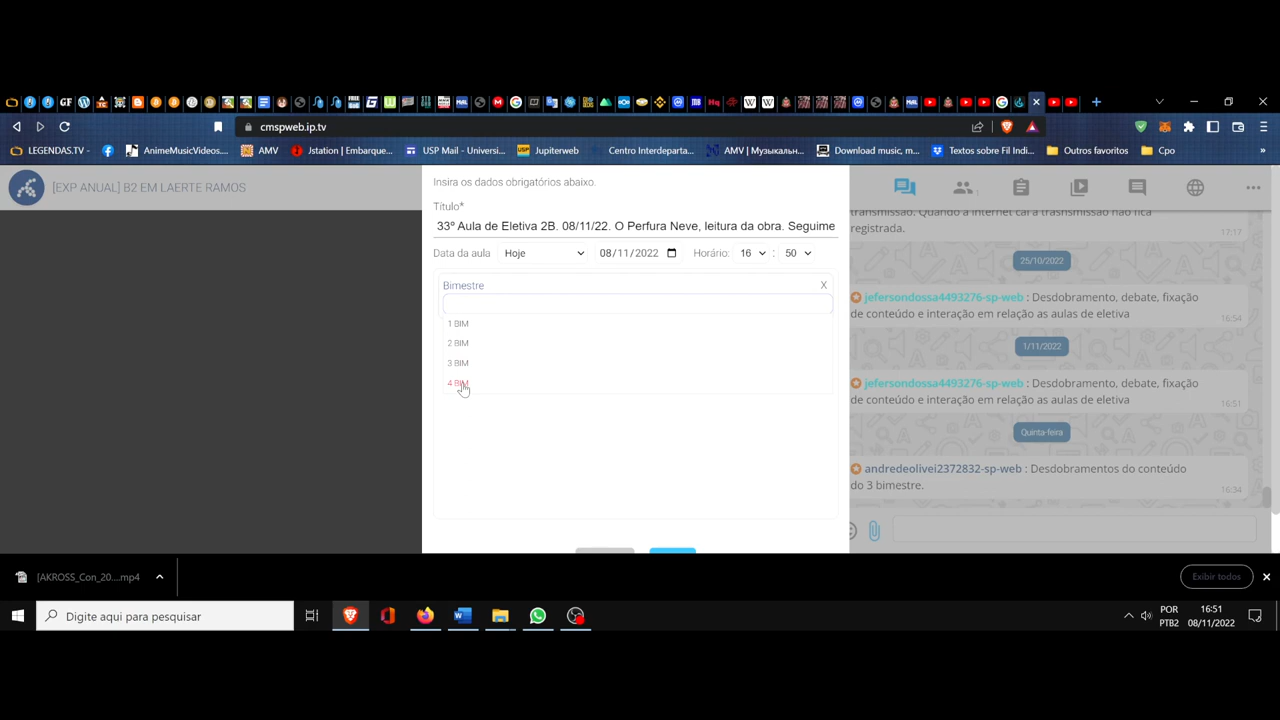 cmspweb.ip.tv
LEGENDAS.TV
AnimeMusicVideos...
AMV
Jstation | Embarque...
USP Mail - Universi...
Jupiterweb
Centro Interdeparta...
AMV | Музыкальн...
Download music, m...
Textos sobre Fil Indi...
Outros favoritos
Cpo
»
[EXP ANUAL] B2 EM LAERTE RAMOS
Insira os dados obrigatórios abaixo.
Título*
33º Aula de Eletiva 2B. 08/11/22. O Perfura Neve, leitura da obra. Seguime
Data da aula Hoje 08/11/2022 Horário: 16 : 50
Bimestre X
1 BIM
2 BIM
3 BIM
4 BIM
transmissão. Quando a internet cai a trasnmissão não fica
registrada.
17:17
25/10/2022
jefersondossa4493276-sp-web : Desdobramento, debate, fixação
de conteúdo e interação em relação as aulas de eletiva
16:54
1/11/2022
jefersondossa4493276-sp-web : Desdobramento, debate, fixação
de conteúdo e interação em relação as aulas de eletiva
16:51
Quinta-feira
andredeolivei2372832-sp-web : Desdobramentos do conteúdo
do 3 bimestre.
16:34
[AKROSS_Con_20....mp4
Exibir todos
Digite aqui para pesquisar
POR
PTB2
16:51
08/11/2022